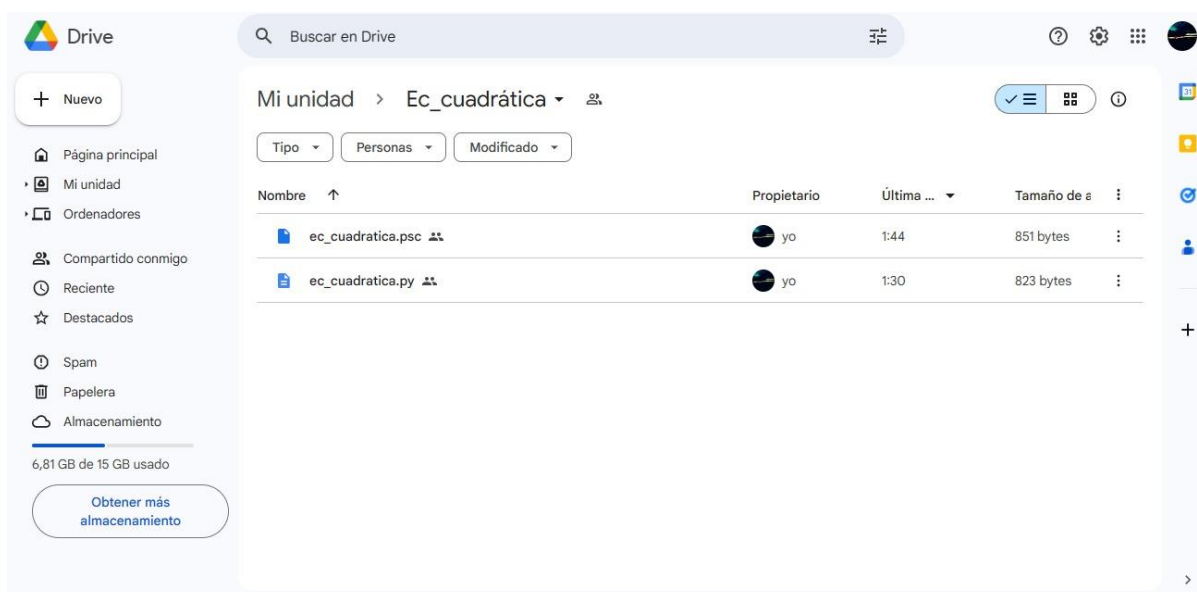 Drive
Buscar en Drive
Nuevo
Mi unidad > Ec_cuadrática
Tipo Personas Modificado
Página principal
Mi unidad
Ordenadores
Compartido conmigo
Reciente
Destacados
Spam
Papelera
Almacenamiento
6,81 GB de 15 GB usado
Obtener más
almacenamiento
Nombre Propietario Última ... Tamaño de a
ec_cuadratica.psc yo 1:44 851 bytes
ec_cuadratica.py yo 1:30 823 bytes
31